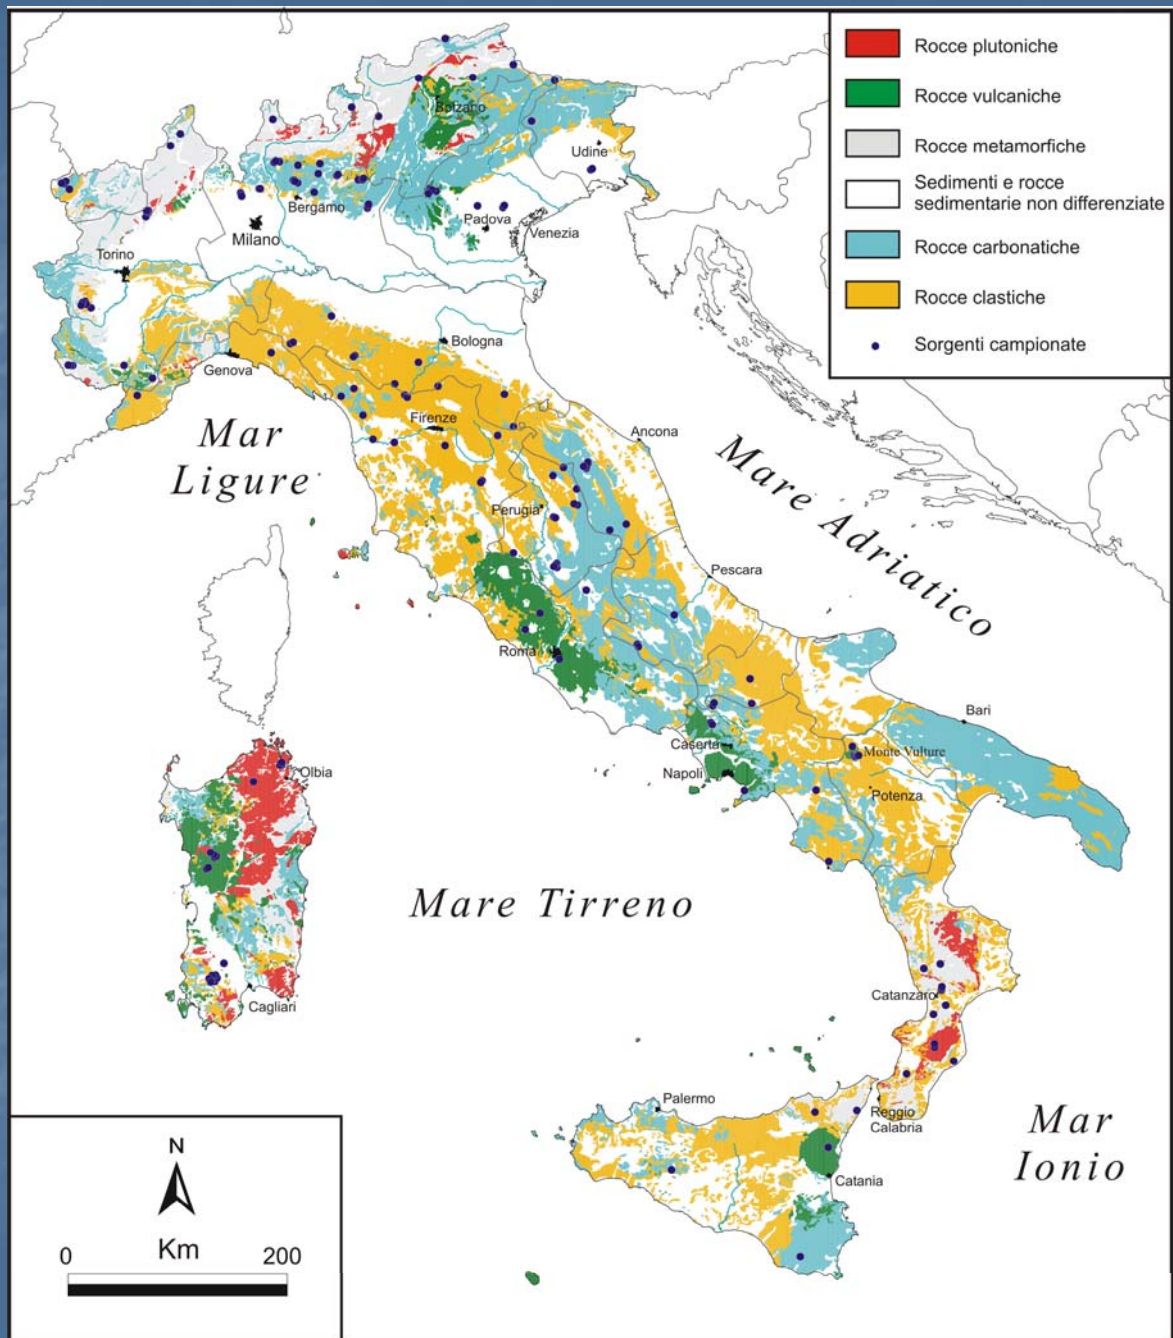 Rocce plutoniche
Rocce vulcaniche
Rocce metamorfiche
Sedimenti e rocce
sedimentarie non differenziate
Rocce carbonatiche
Rocce clastiche
Sorgenti campionate
Bolzano
Udine
Bergamo
Padova
Venezia
Milano
Torino
Bologna
Genova
Firenze
Ancona
Mar
Ligure
Mare Adriatico
Perugia
Pescara
Roma
Bari
Caserta
Monte Vulture
Napoli
Potenza
Olbia
Mare Tirreno
Cagliari
Catanzaro
Palermo
Reggio
Calabria
Mar
Ionio
Catania
N
Km
0 200